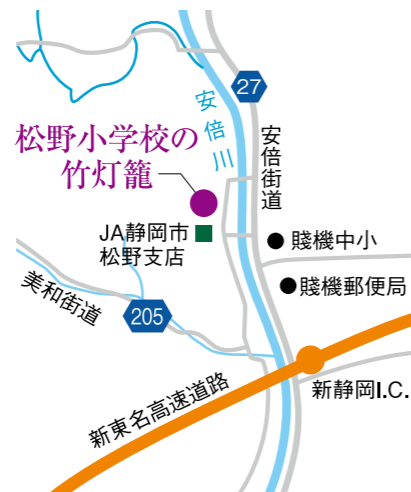 27
安倍川
安倍街道
松野小学校の
竹灯籠
JA静岡市
松野支店
賤機中小
賤機郵便局
美和街道
205
新東名高速道路
新静岡I.C.